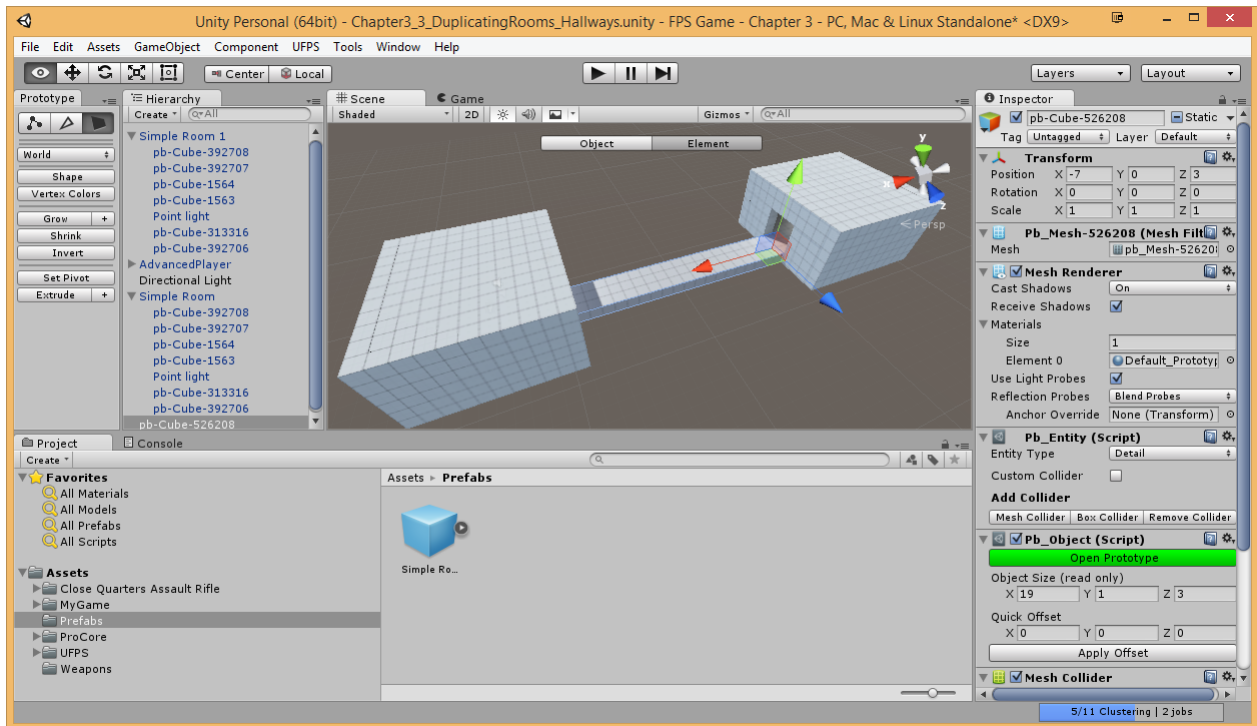 Unity Personal (64bit) - Chapter3_3_DuplicatingRooms_Hallways.unity - FPS Game - Chapter 3 - PC, Mac & Linux Standalone* <DX9>
File Edit Assets GameObject Component UFPS Tools Window Help
Center Local Layers Layout
Prototype
World
Shape
Vertex Colors
Grow +
Shrink
Invert
Set Pivot
Extrude +
Hierarchy
Create All
Simple Room 1
pb-Cube-392708
pb-Cube-392707
pb-Cube-1564
pb-Cube-1563
Point light
pb-Cube-313316
pb-Cube-392706
AdvancedPlayer
Directional Light
Simple Room
pb-Cube-392708
pb-Cube-392707
pb-Cube-1564
pb-Cube-1563
Point light
pb-Cube-313316
pb-Cube-392706
pb-Cube-526208
Scene Game
Shaded 2D Gizmos All
Object Element
y
x
z
Persp
Inspector
pb-Cube-526208 Static
Tag Untagged Layer Default
Transform
Position X -7 Y 0 Z 3
Rotation X 0 Y 0 Z 0
Scale X 1 Y 1 Z 1
Pb_Mesh-526208 (Mesh Filt
Mesh pb_Mesh-52620
Mesh Renderer
Cast Shadows On
Receive Shadows
Materials
Size 1
Element 0 Default_Prototy
Use Light Probes
Reflection Probes Blend Probes
Anchor Override None (Transform)
Pb_Entity (Script)
Entity Type Detail
Custom Collider
Add Collider
Mesh Collider Box Collider Remove Collider
Pb_Object (Script)
Open Prototype
Object Size (read only)
X 19 Y 1 Z 3
Quick Offset
X 0 Y 0 Z 0
Apply Offset
Mesh Collider
Project Console
Create
Favorites
All Materials
All Models
All Prefabs
All Scripts
Assets
Close Quarters Assault Rifle
MyGame
Prefabs
ProCore
UFPS
Weapons
Assets Prefabs
Simple Ro...
5/11 Clustering | 2 jobs